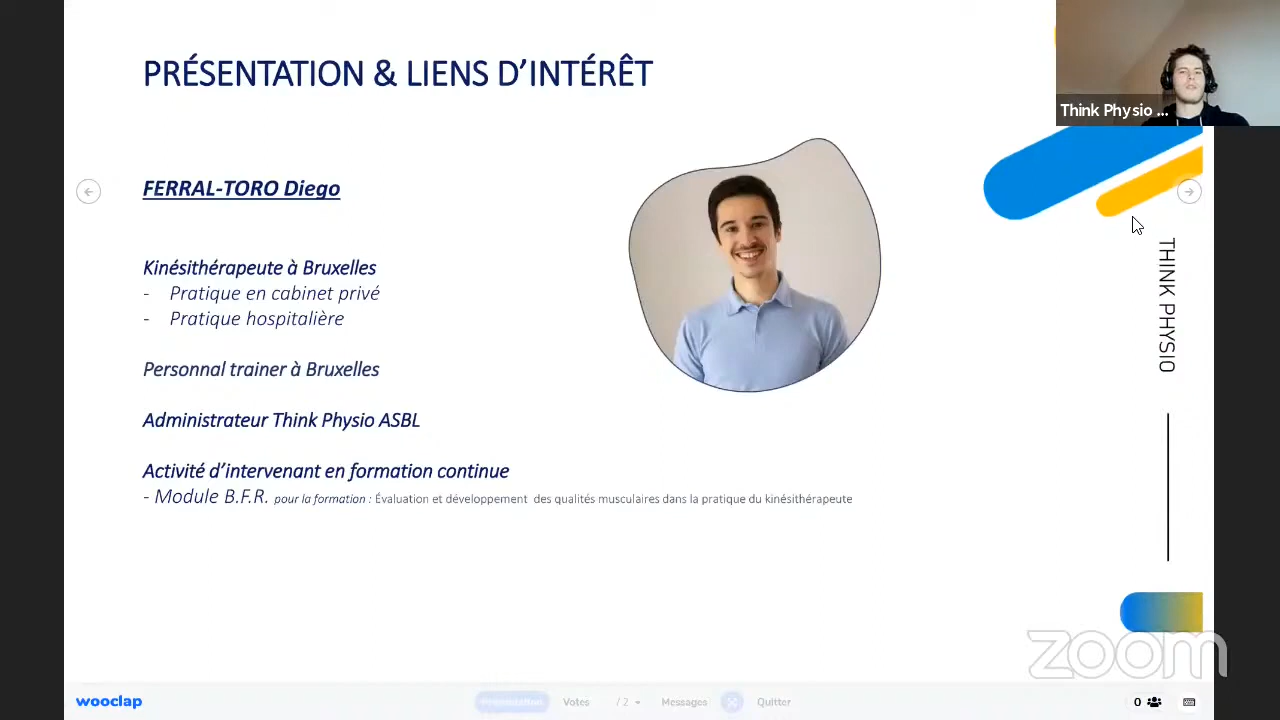 PRÉSENTATION & LIENS D’INTÉRÊT
Think Physio ...
FERRAL-TORO Diego
Kinésithérapeute à Bruxelles
- Pratique en cabinet privé
- Pratique hospitalière
Personnal trainer à Bruxelles
Administrateur Think Physio ASBL
Activité d’intervenant en formation continue
- Module B.F.R. pour la formation : Évaluation et développement des qualités musculaires dans la pratique du kinésithérapeute
THINK PHYSIO
zoom
wooclap
Présentation Votes / 2 Messages Quitter
0